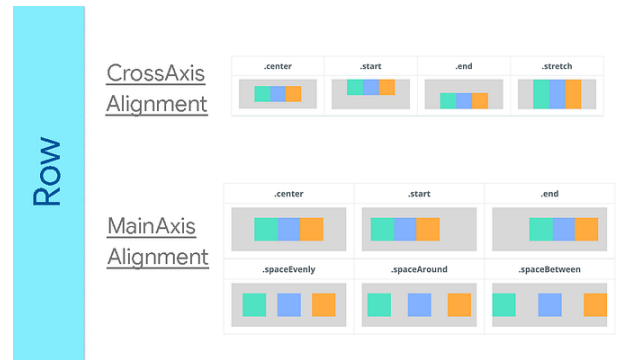 Row
CrossAxis
Alignment
.center .start .end .stretch
MainAxis
Alignment
.center .start .end
.spaceEvenly .spaceAround .spaceBetween